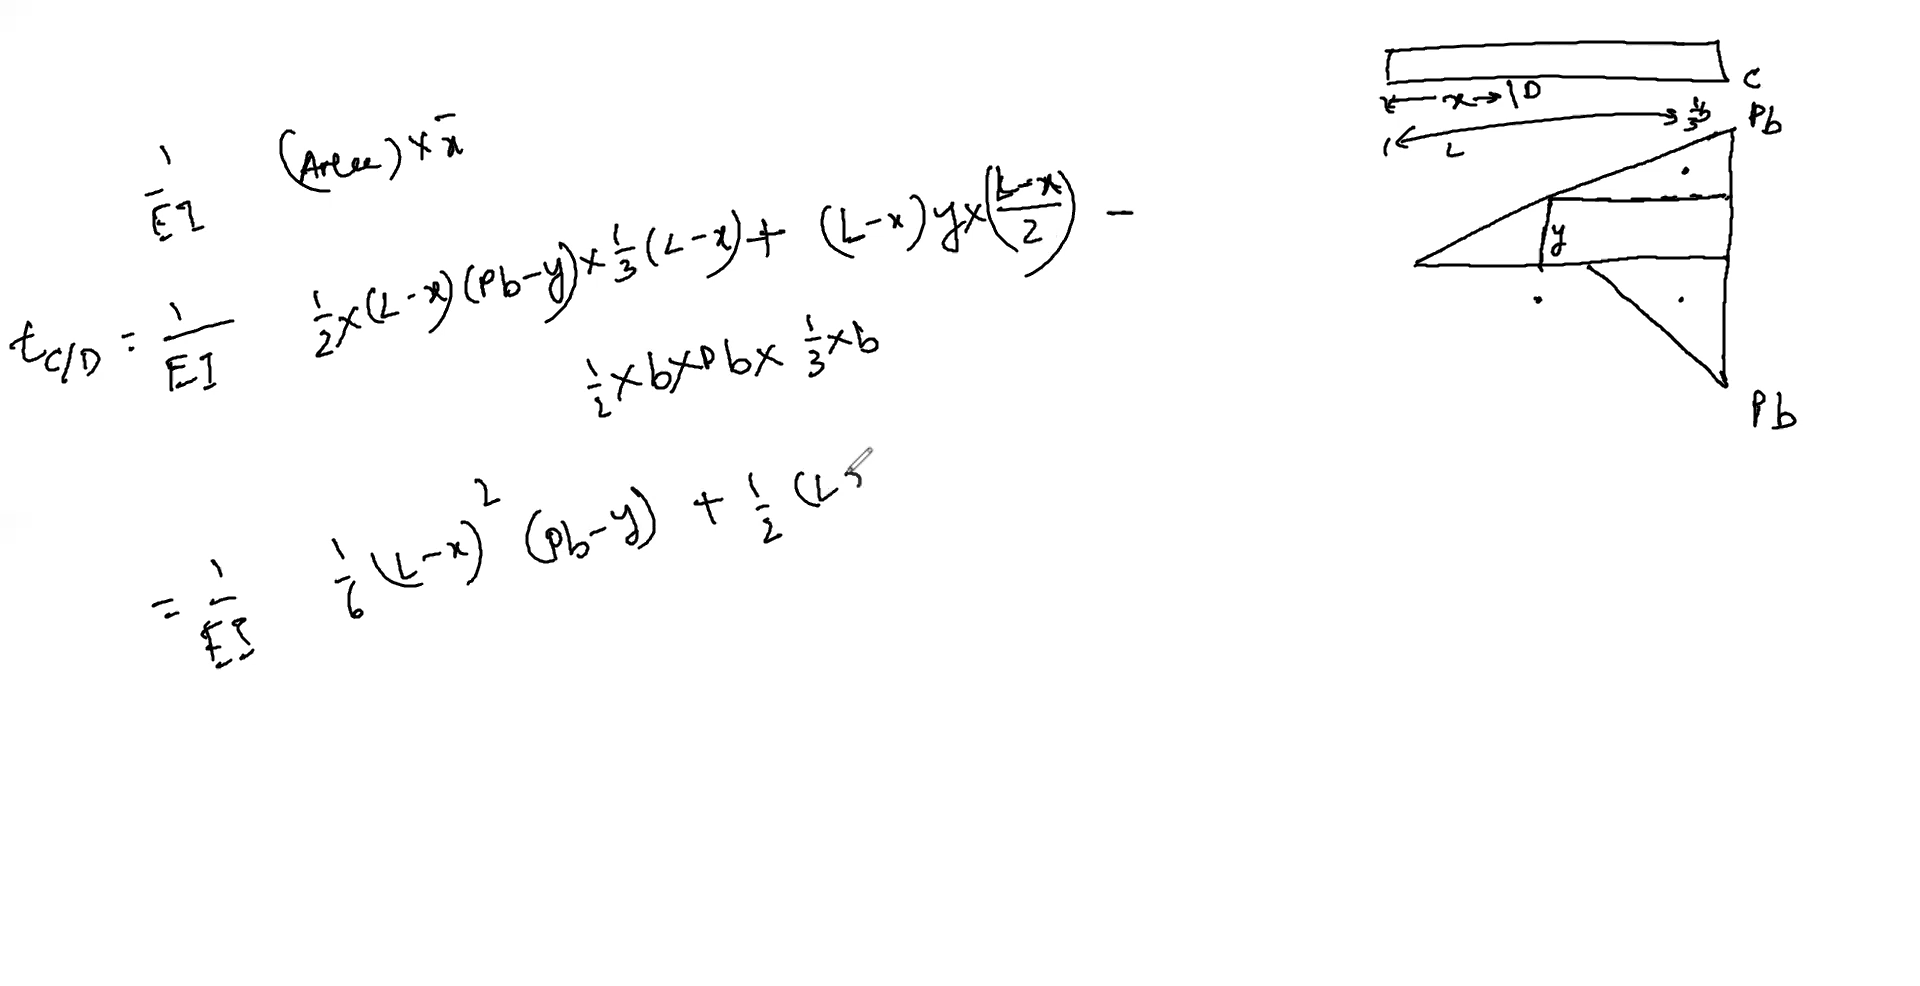 1/EI (Area) × x̄
t_C/D = 1/EI 1/2 × (L-x) (Pb-y) × 1/3 (L-x) + (L-x) y × (L-x)/2 -
1/2 × b × Pb × 1/3 × b
= 1/EI 1/6 (L-x)² (Pb-y) + 1/2 (L
C
x D
L
Pb
y
Pb